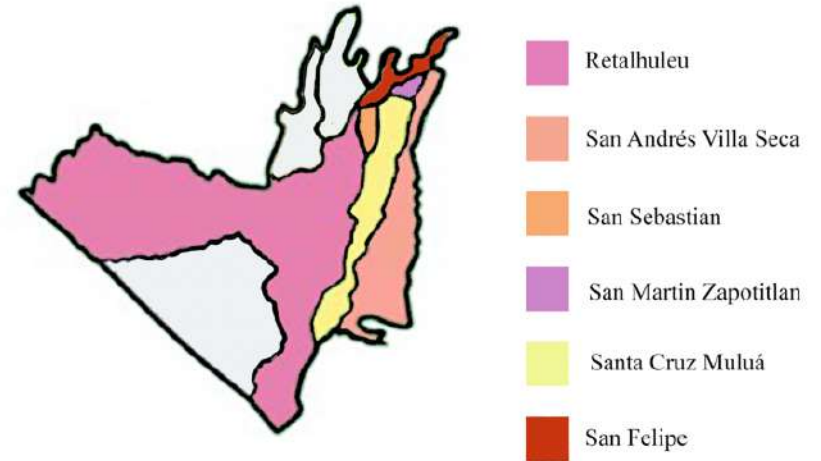 Retalhuleu
San Andrés Villa Seca
San Sebastian
San Martin Zapotitlan
Santa Cruz Muluá
San Felipe